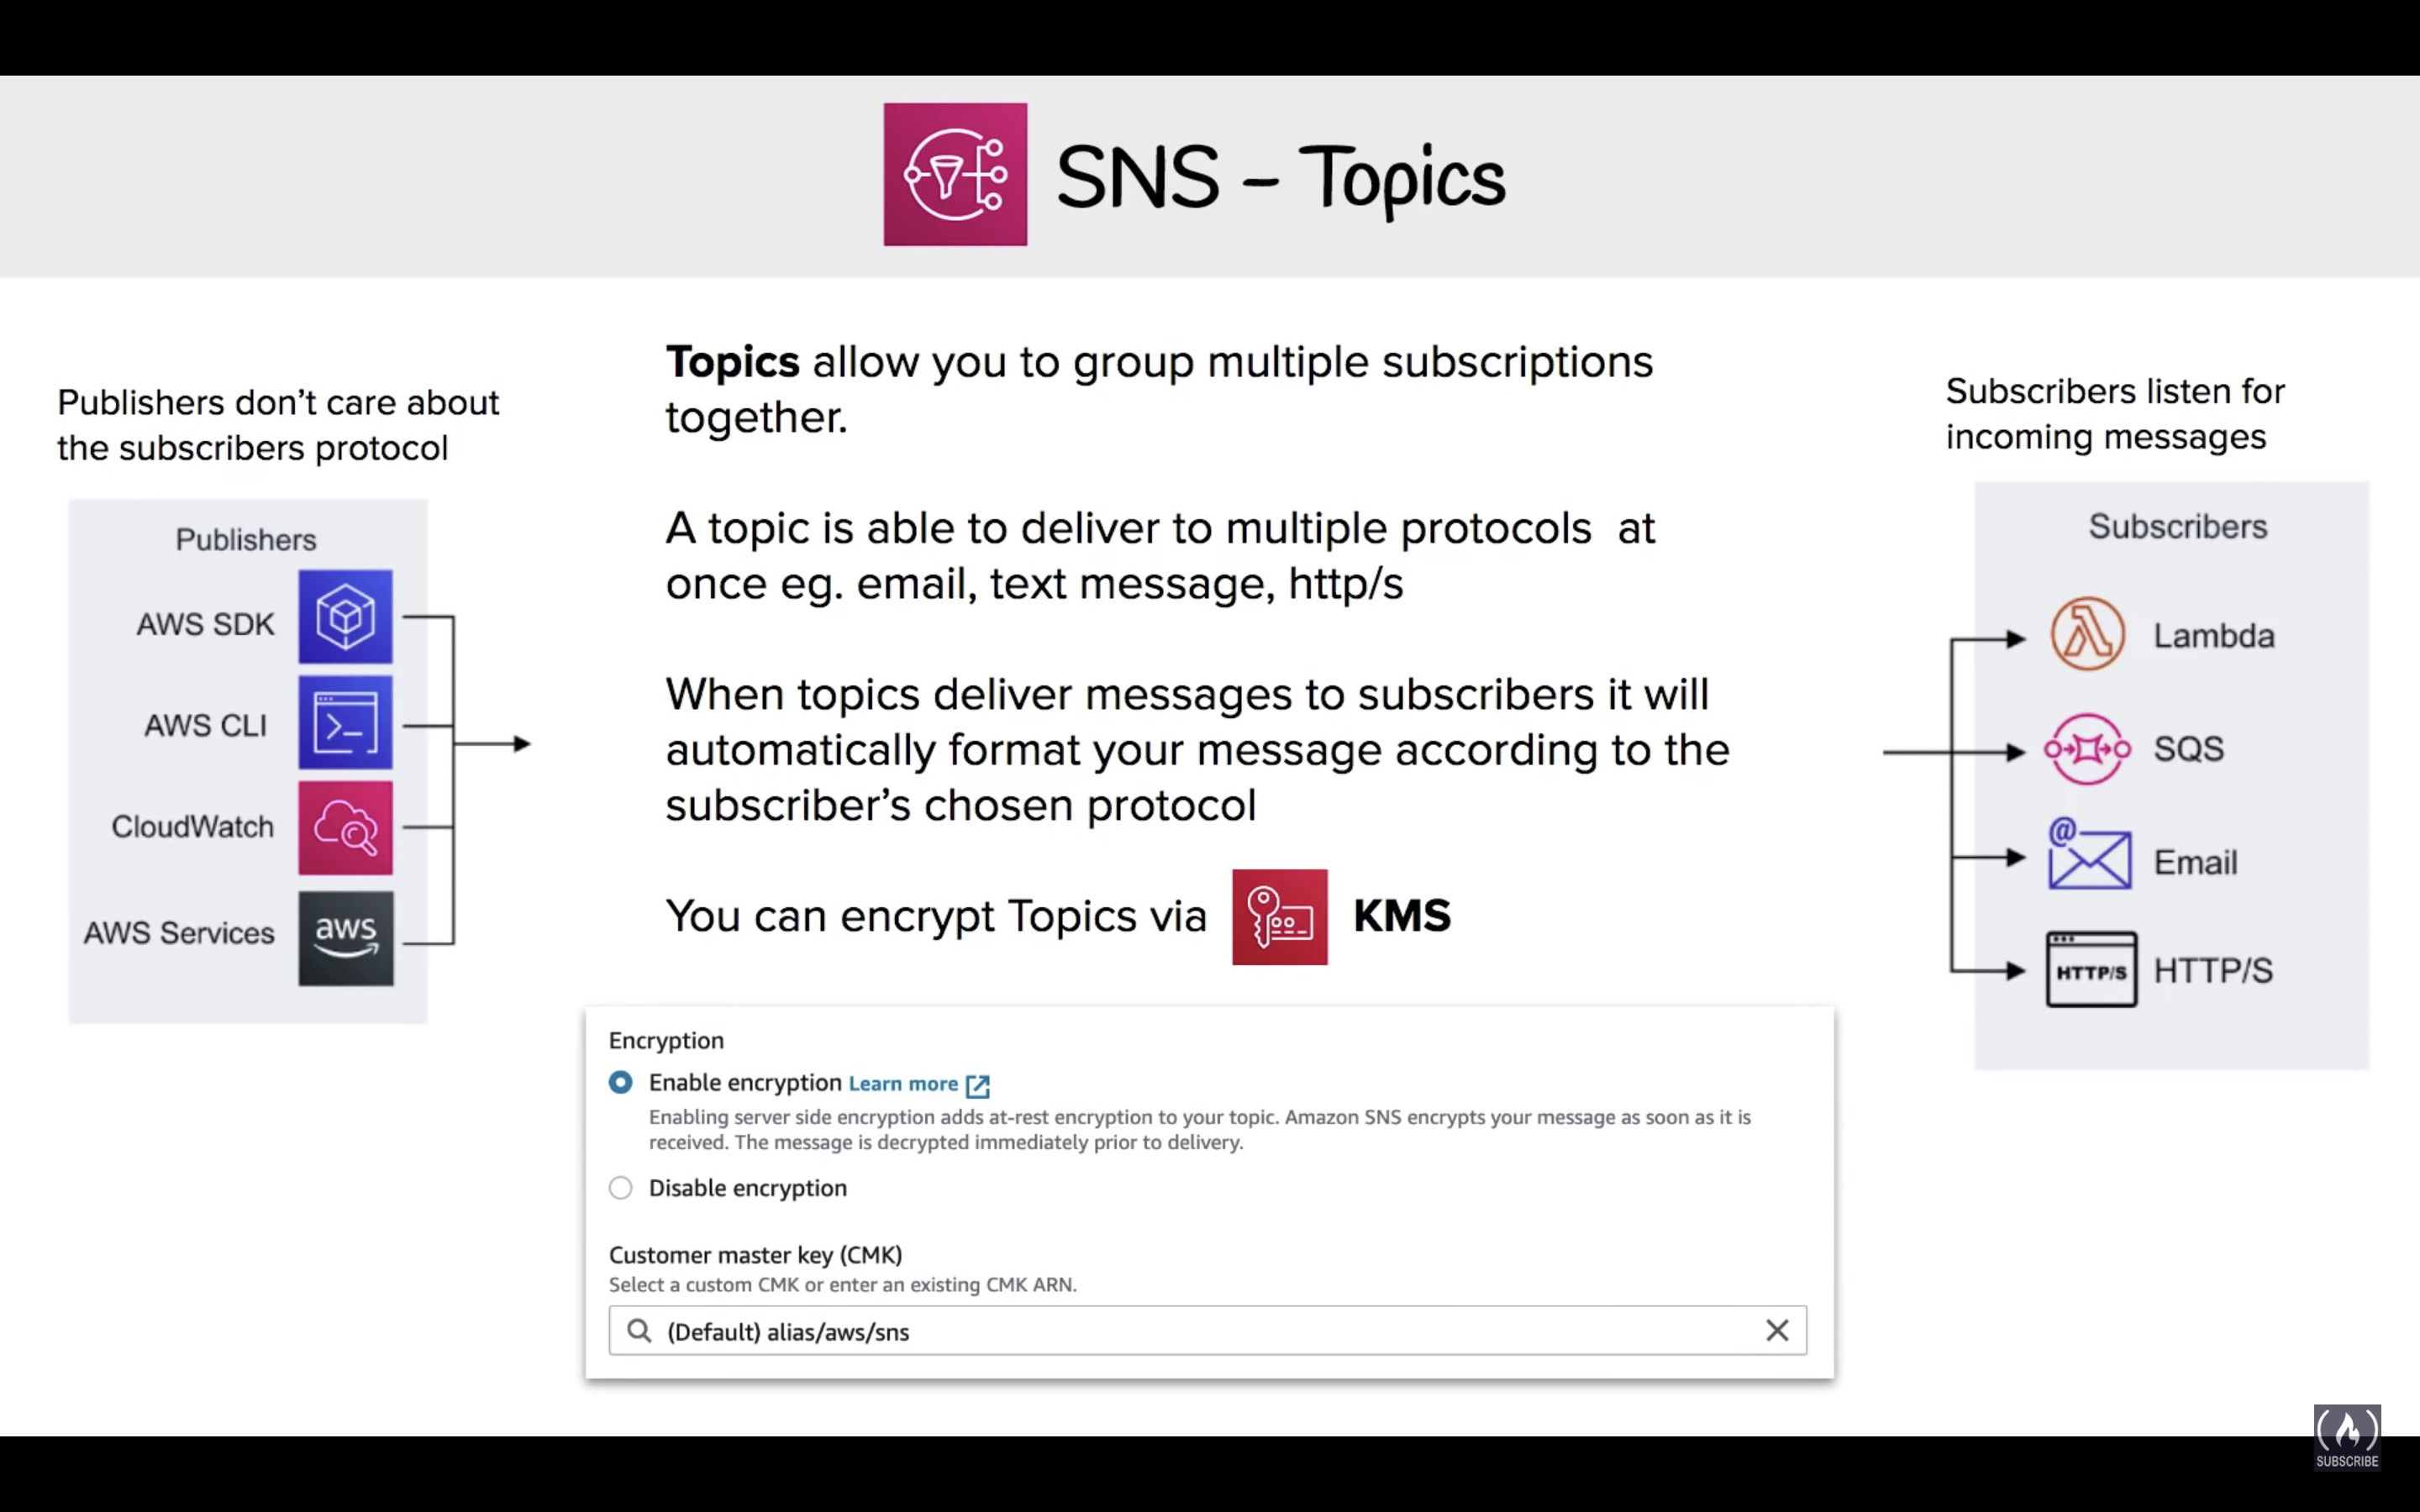 SNS – Topics
Publishers don't care about
the subscribers protocol
Publishers
AWS SDK
AWS CLI
CloudWatch
AWS Services
aws
Topics allow you to group multiple subscriptions
together.
A topic is able to deliver to multiple protocols  at
once eg. email, text message, http/s
When topics deliver messages to subscribers it will
automatically format your message according to the
subscriber's chosen protocol
You can encrypt Topics via KMS
Encryption
Enable encryption Learn more
Enabling server side encryption adds at-rest encryption to your topic. Amazon SNS encrypts your message as soon as it is
received. The message is decrypted immediately prior to delivery.
Disable encryption
Customer master key (CMK)
Select a custom CMK or enter an existing CMK ARN.
(Default) alias/aws/sns
Subscribers listen for
incoming messages
Subscribers
Lambda
SQS
@ Email
HTTP/S HTTP/S
SUBSCRIBE